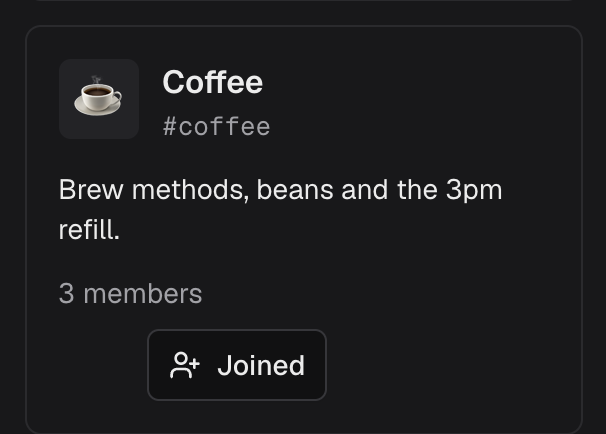 Coffee
#coffee
Brew methods, beans and the 3pm
refill.
3 members
Joined